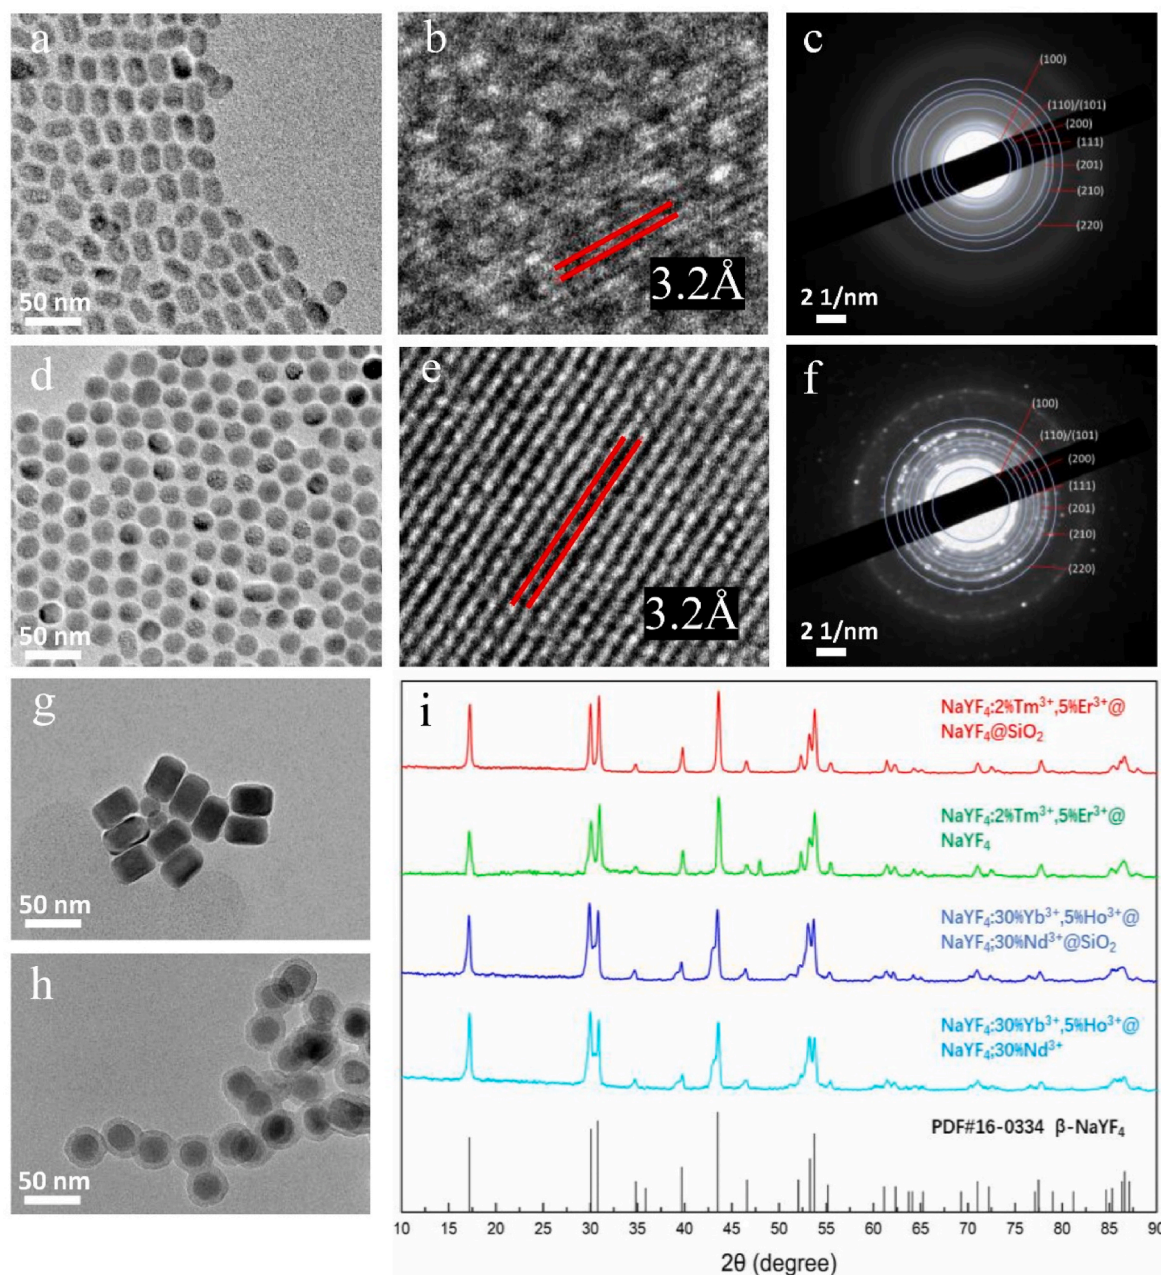 a
50 nm
b
3.2Å
c
(100)
(110)/(101)
(200)
(111)
(201)
(210)
(220)
2 1/nm
d
50 nm
e
3.2Å
f
(100)
(110)/(101)
(200)
(111)
(201)
(210)
(220)
2 1/nm
g
50 nm
h
50 nm
i
NaYF₄:2%Tm³⁺,5%Er³⁺@
NaYF₄@SiO₂
NaYF₄:2%Tm³⁺,5%Er³⁺@
NaYF₄
NaYF₄:30%Yb³⁺,5%Ho³⁺@
NaYF₄;30%Nd³⁺@SiO₂
NaYF₄:30%Yb³⁺,5%Ho³⁺@
NaYF₄;30%Nd³⁺
PDF#16-0334 β-NaYF₄
10 15 20 25 30 35 40 45 50 55 60 65 70 75 80 85 90
2θ (degree)